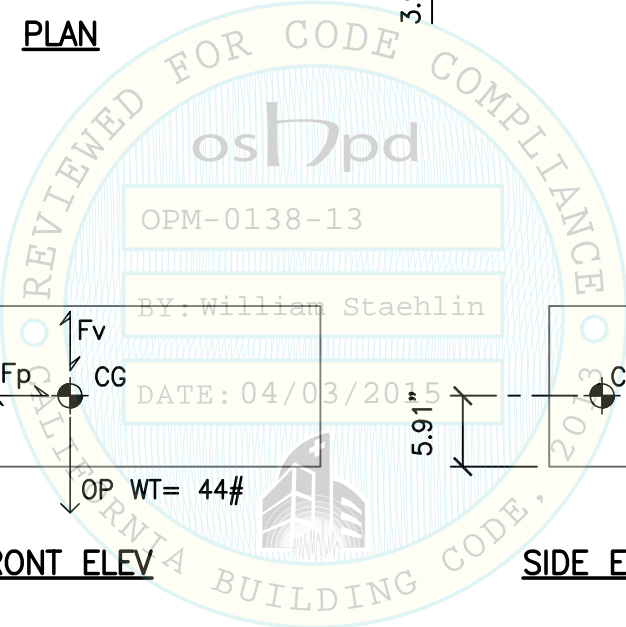 PLAN
3.9
REVIEWED FOR CODE COMPLIANCE
oshpd
OPM-0138-13
BY: William Staehlin
Fv
Fp
CG
DATE: 04/03/2015
5.91"
OP WT= 44#
CALIFORNIA BUILDING CODE, 2013
RONT ELEV
SIDE E